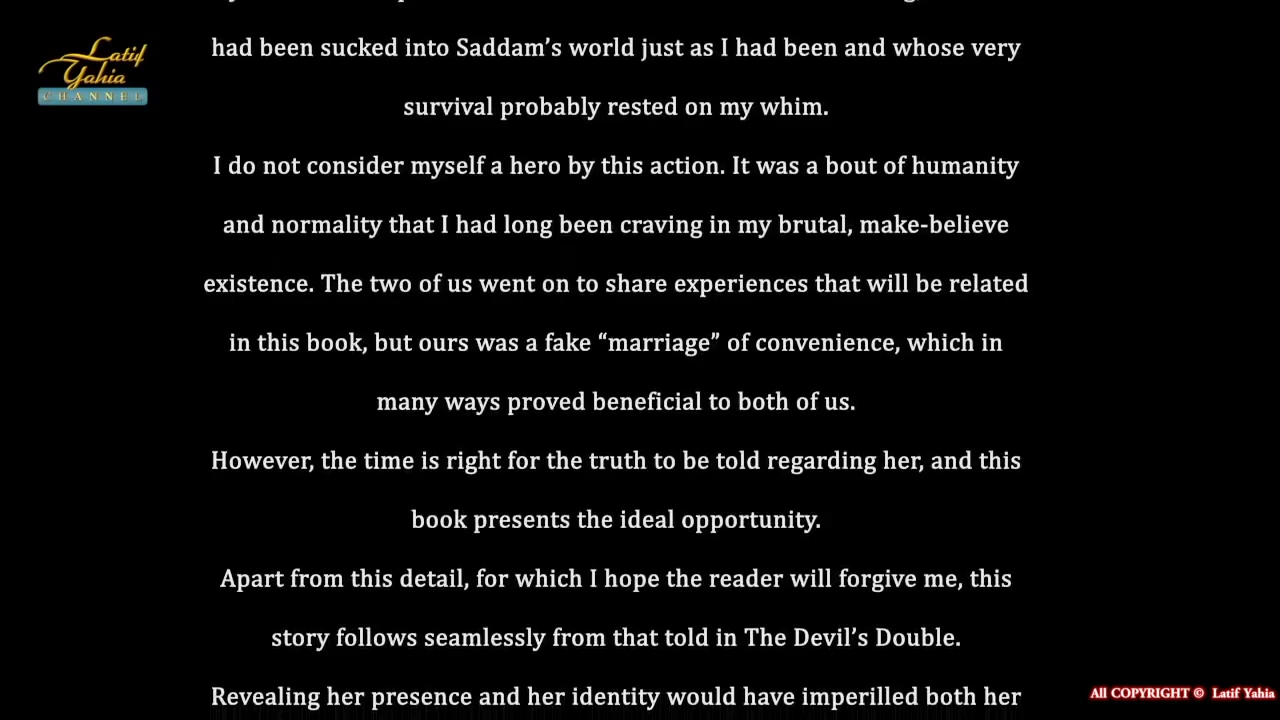 Latif
Yahia
CHANNEL
had been sucked into Saddam’s world just as I had been and whose very
survival probably rested on my whim.
I do not consider myself a hero by this action. It was a bout of humanity
and normality that I had long been craving in my brutal, make-believe
existence. The two of us went on to share experiences that will be related
in this book, but ours was a fake “marriage” of convenience, which in
many ways proved beneficial to both of us.
However, the time is right for the truth to be told regarding her, and this
book presents the ideal opportunity.
Apart from this detail, for which I hope the reader will forgive me, this
story follows seamlessly from that told in The Devil’s Double.
Revealing her presence and her identity would have imperilled both her
All COPYRIGHT © Latif Yahia